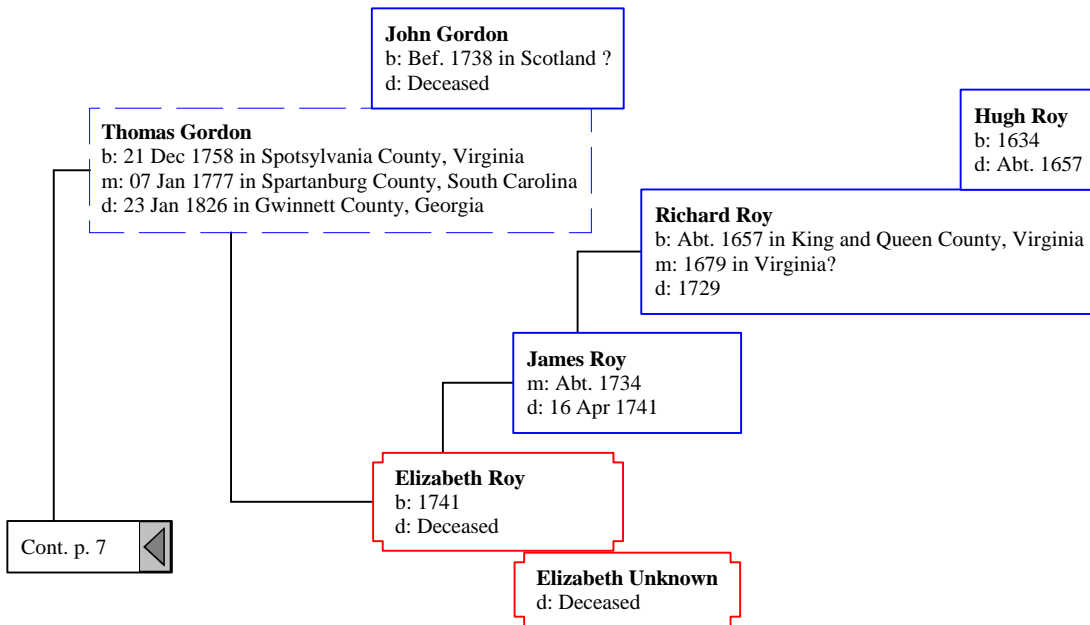 John Gordon
b: Bef. 1738 in Scotland ?
d: Deceased
Thomas Gordon
b: 21 Dec 1758 in Spotsylvania County, Virginia
m: 07 Jan 1777 in Spartanburg County, South Carolina
d: 23 Jan 1826 in Gwinnett County, Georgia
Hugh Roy
b: 1634
d: Abt. 1657
Richard Roy
b: Abt. 1657 in King and Queen County, Virginia
m: 1679 in Virginia?
d: 1729
James Roy
m: Abt. 1734
d: 16 Apr 1741
Elizabeth Roy
b: 1741
d: Deceased
Cont. p. 7
Elizabeth Unknown
d: Deceased